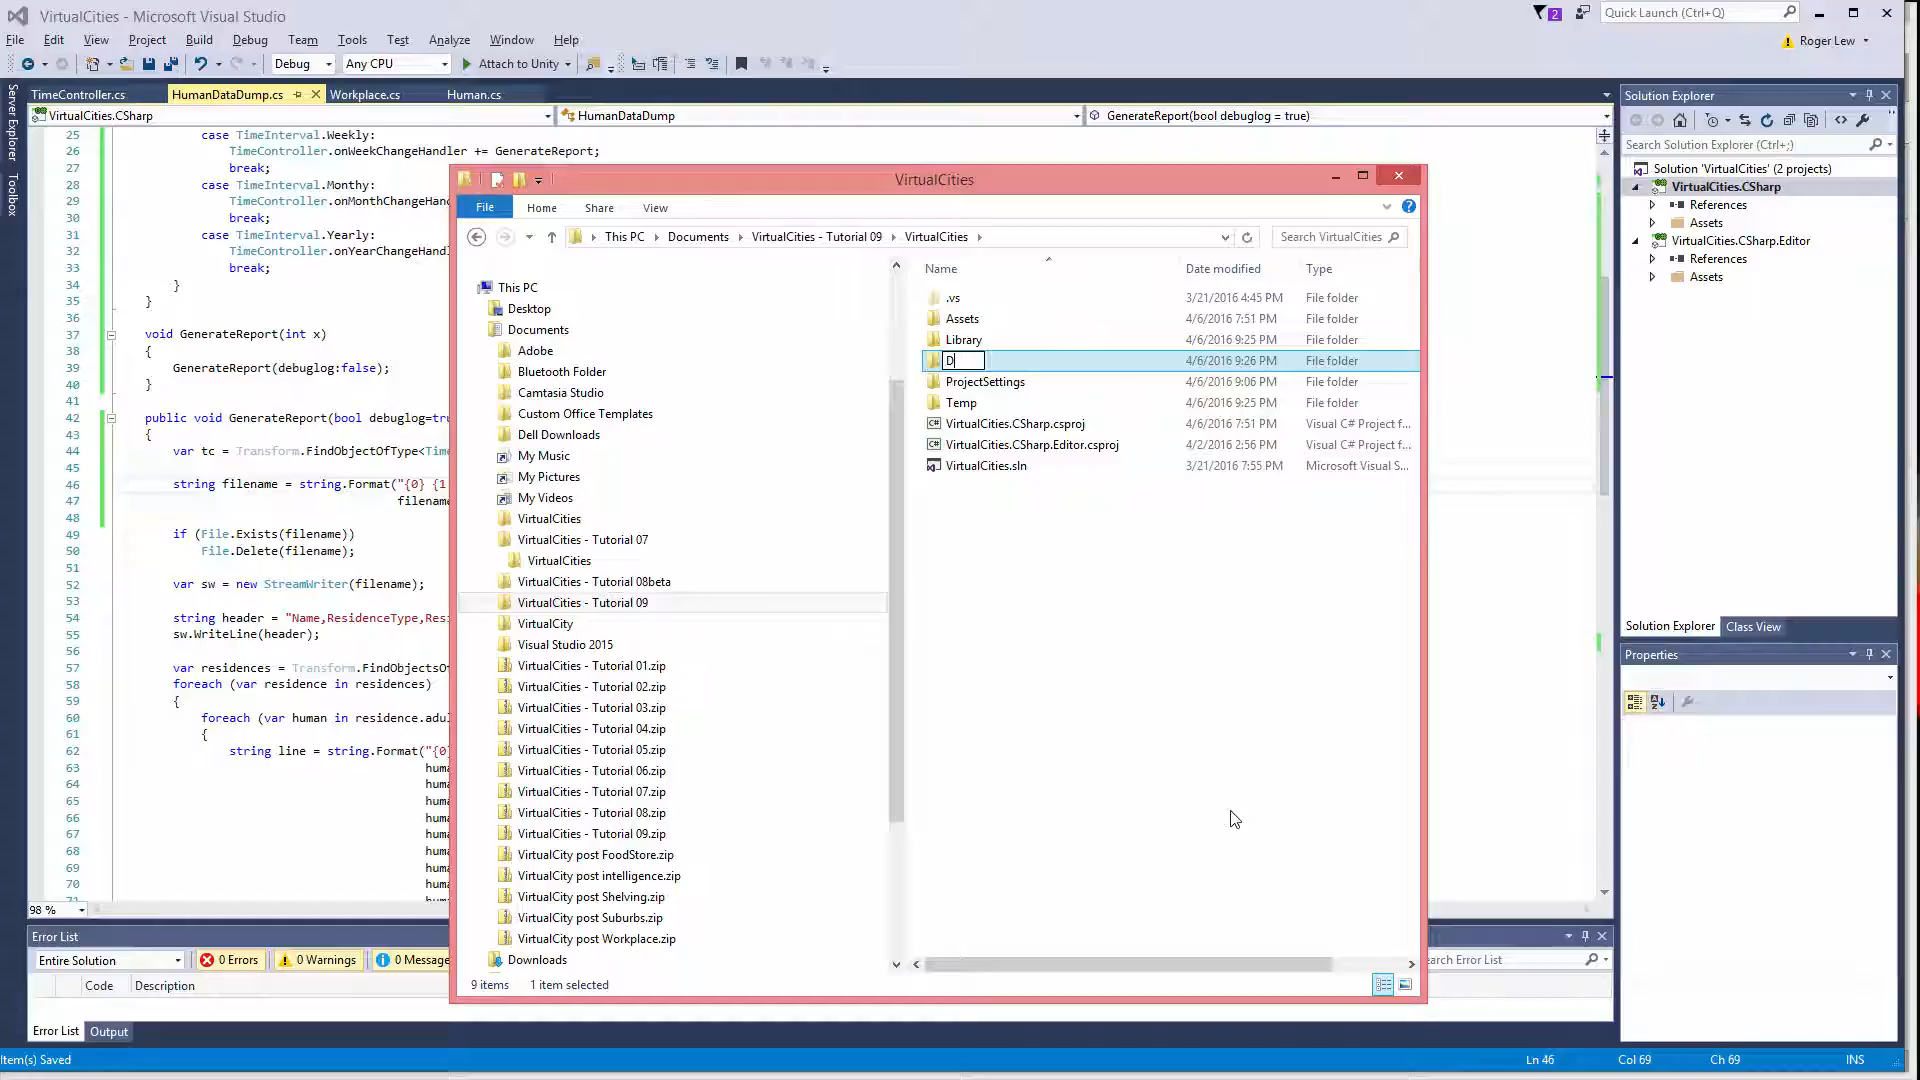 VirtualCities - Microsoft Visual Studio
2
Quick Launch (Ctrl+Q)
File Edit View Project Build Debug Team Tools Test Analyze Window Help
Roger Lew
Debug Any CPU Attach to Unity
Server Explorer
Toolbox
TimeController.cs HumanDataDump.cs Workplace.cs Human.cs
VirtualCities.CSharp HumanDataDump GenerateReport(bool debuglog = true)
25 case TimeInterval.Weekly:
26 TimeController.onWeekChangeHandler += GenerateReport;
27 break;
28 case TimeInterval.Monthy:
29 TimeController.onMonthChangeHand
30 break;
31 case TimeInterval.Yearly:
32 TimeController.onYearChangeHandl
33 break;
34 }
35 }
36
37 void GenerateReport(int x)
38 {
39 GenerateReport(debuglog:false);
40 }
41
42 public void GenerateReport(bool debuglog=tru
43 {
44 var tc = Transform.FindObjectOfType<Time
45
46 string filename = string.Format("{0} {1
47 filename
48
49 if (File.Exists(filename))
50 File.Delete(filename);
51
52 var sw = new StreamWriter(filename);
53
54 string header = "Name,ResidenceType,Resi
55 sw.WriteLine(header);
56
57 var residences = Transform.FindObjectsOf
58 foreach (var residence in residences)
59 {
60 foreach (var human in residence.adul
61 {
62 string line = string.Format("{0}
63 huma
64 huma
65 huma
66 huma
67 huma
68 huma
69 huma
70 huma
98 %
Error List
Entire Solution 0 Errors 0 Warnings 0 Message
Search Error List
Code Description
Error List Output
Item(s) Saved
Ln 46 Col 69 Ch 69 INS
VirtualCities
File Home Share View
This PC Documents VirtualCities - Tutorial 09 VirtualCities
Search VirtualCities
This PC
Desktop
Documents
Adobe
Bluetooth Folder
Camtasia Studio
Custom Office Templates
Dell Downloads
My Music
My Pictures
My Videos
VirtualCities
VirtualCities - Tutorial 07
VirtualCities
VirtualCities - Tutorial 08beta
VirtualCities - Tutorial 09
VirtualCity
Visual Studio 2015
VirtualCities - Tutorial 01.zip
VirtualCities - Tutorial 02.zip
VirtualCities - Tutorial 03.zip
VirtualCities - Tutorial 04.zip
VirtualCities - Tutorial 05.zip
VirtualCities - Tutorial 06.zip
VirtualCities - Tutorial 07.zip
VirtualCities - Tutorial 08.zip
VirtualCities - Tutorial 09.zip
VirtualCity post FoodStore.zip
VirtualCity post intelligence.zip
VirtualCity post Shelving.zip
VirtualCity post Suburbs.zip
VirtualCity post Workplace.zip
Downloads
Name Date modified Type
.vs 3/21/2016 4:45 PM File folder
Assets 4/6/2016 7:51 PM File folder
Library 4/6/2016 9:25 PM File folder
D 4/6/2016 9:26 PM File folder
ProjectSettings 4/6/2016 9:06 PM File folder
Temp 4/6/2016 9:25 PM File folder
VirtualCities.CSharp.csproj 4/6/2016 7:51 PM Visual C# Project f...
VirtualCities.CSharp.Editor.csproj 4/2/2016 2:56 PM Visual C# Project f...
VirtualCities.sln 3/21/2016 7:55 PM Microsoft Visual S...
9 items 1 item selected
Solution Explorer
Search Solution Explorer (Ctrl+;)
Solution 'VirtualCities' (2 projects)
VirtualCities.CSharp
References
Assets
VirtualCities.CSharp.Editor
References
Assets
Solution Explorer Class View
Properties